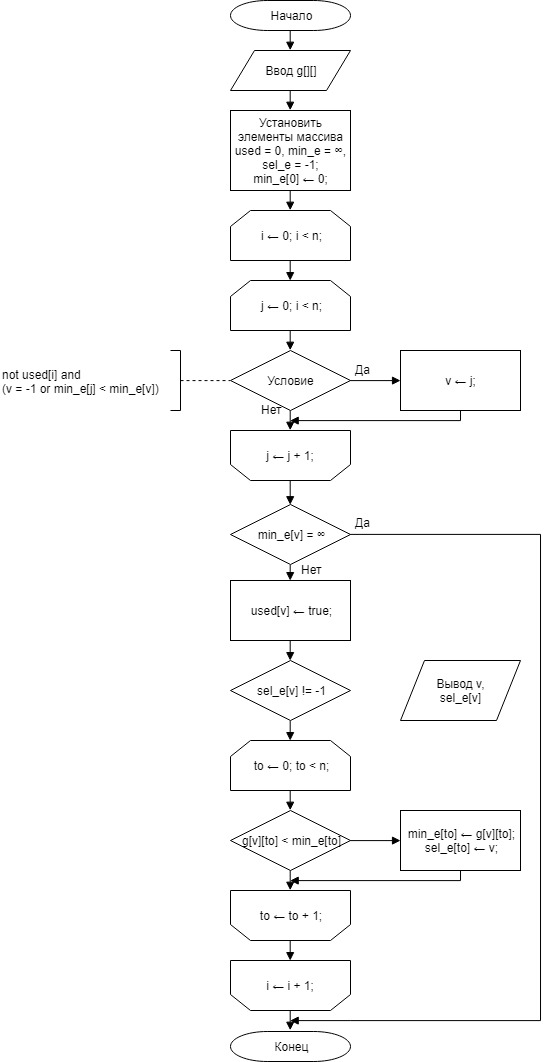 Начало
Ввод g[][]
Установить
элементы массива
used = 0, min_e = ∞,
sel_e = -1;
min_e[0] ← 0;
i ← 0; i < n;
j ← 0; i < n;
not used[i] and
(v = -1 or min_e[j] < min_e[v])
Условие
Да
v ← j;
Нет
j ← j + 1;
Да
min_e[v] = ∞
Нет
used[v] ← true;
sel_e[v] != -1
Вывод v,
sel_e[v]
to ← 0; to < n;
g[v][to] < min_e[to]
min_e[to] ← g[v][to];
sel_e[to] ← v;
to ← to + 1;
i ← i + 1;
Конец